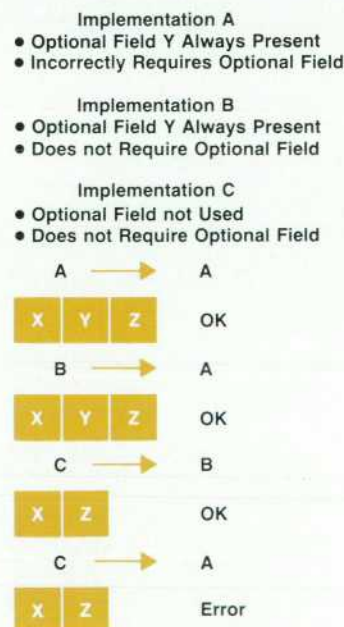 Implementation A
• Optional Field Y Always Present
• Incorrectly Requires Optional Field
Implementation B
• Optional Field Y Always Present
• Does not Require Optional Field
Implementation C
• Optional Field not Used
• Does not Require Optional Field
A → A
X Y Z OK
B → A
X Y Z OK
C → B
X Z OK
C → A
X Z Error